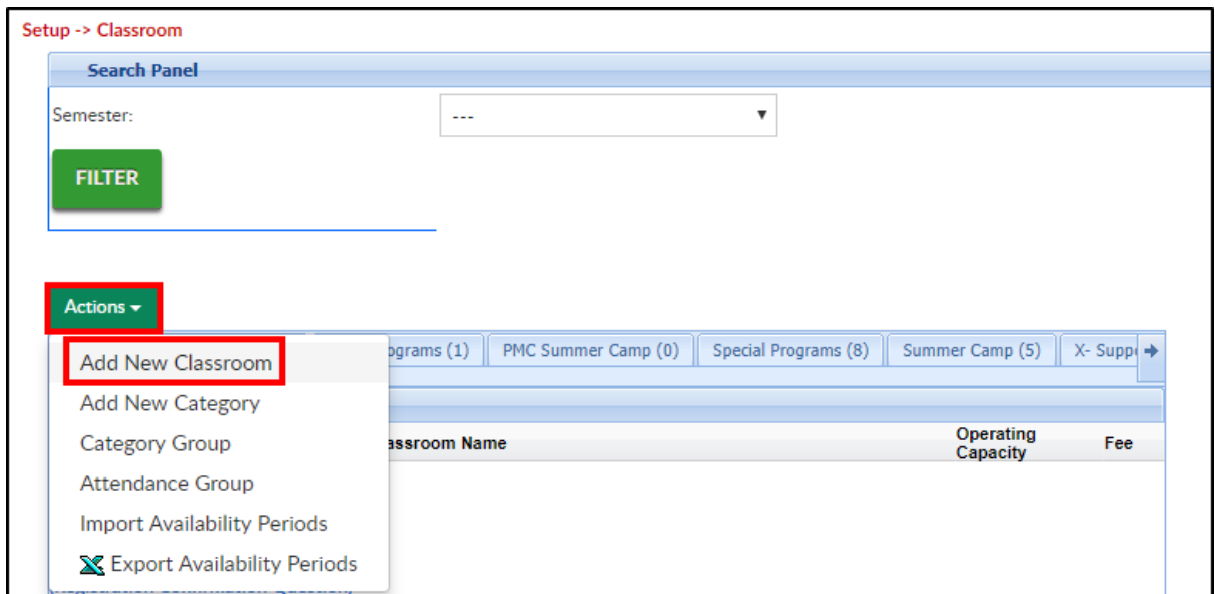 Setup -> Classroom
Search Panel
Semester:
---
FILTER
Actions
Add New Classroom
Add New Category
Category Group
Attendance Group
Import Availability Periods
Export Availability Periods
ograms (1)
PMC Summer Camp (0)
Special Programs (8)
Summer Camp (5)
X- Supp
assroom Name
Operating
Capacity
Fee